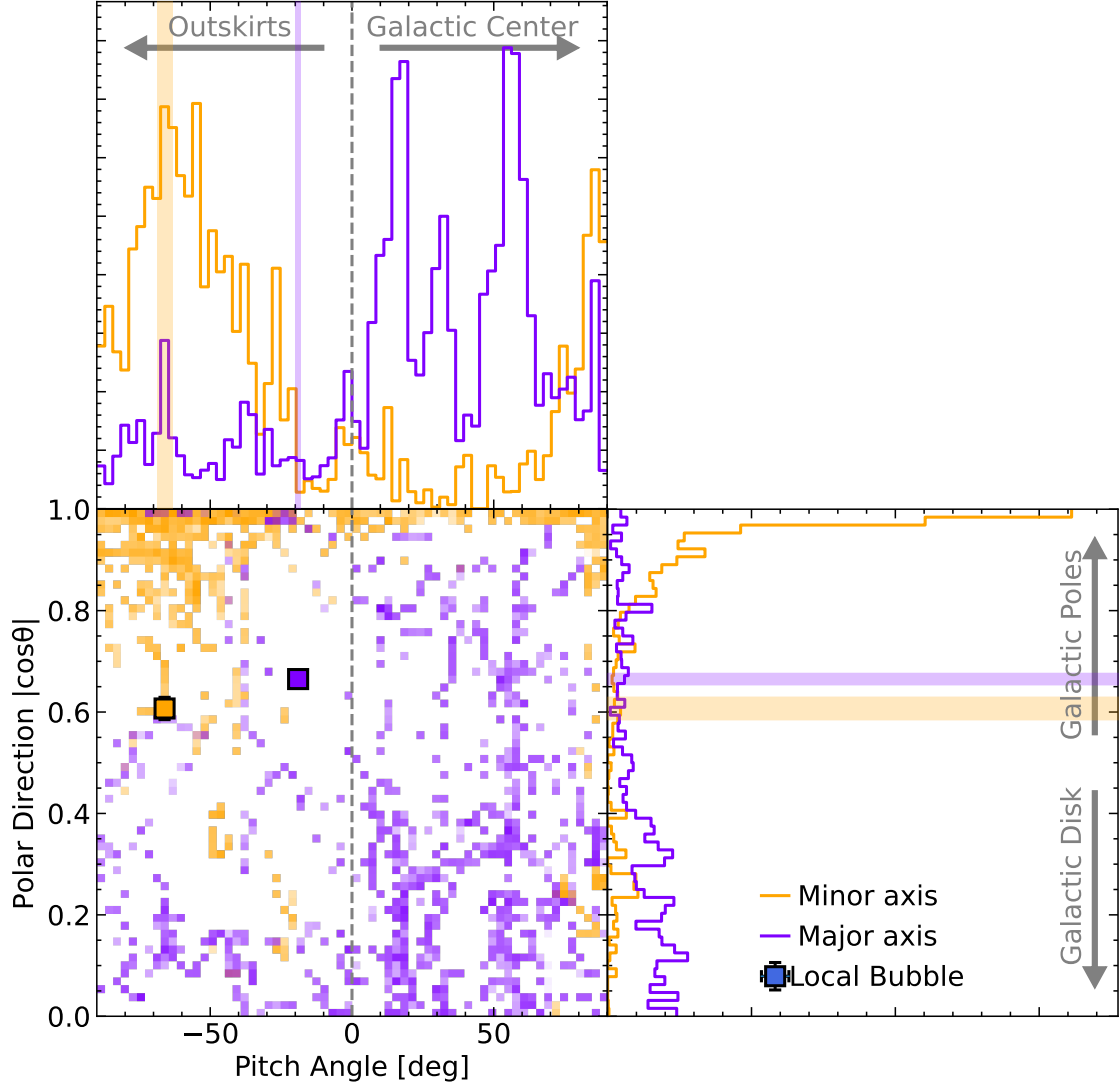 Outskirts
Galactic Center
1.0
0.8
0.6
0.4
0.2
0.0
Polar Direction |cosθ|
−50
0
50
Pitch Angle [deg]
Galactic Poles
Galactic Disk
Minor axis
Major axis
Local Bubble